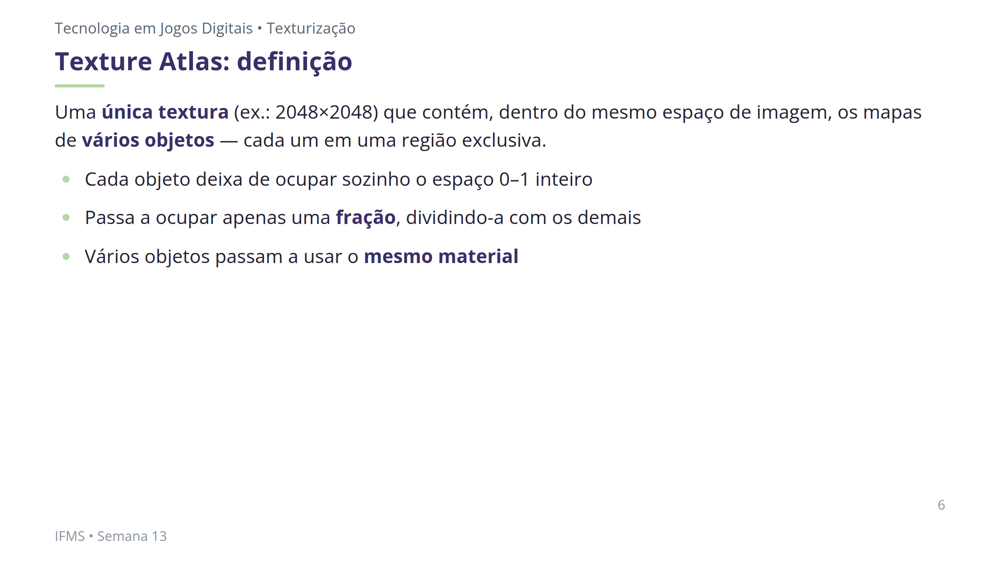 Tecnologia em Jogos Digitais • Texturização
Texture Atlas: definição
Uma única textura (ex.: 2048×2048) que contém, dentro do mesmo espaço de imagem, os mapas
de vários objetos — cada um em uma região exclusiva.
• Cada objeto deixa de ocupar sozinho o espaço 0–1 inteiro
• Passa a ocupar apenas uma fração, dividindo-a com os demais
• Vários objetos passam a usar o mesmo material
6
IFMS • Semana 13